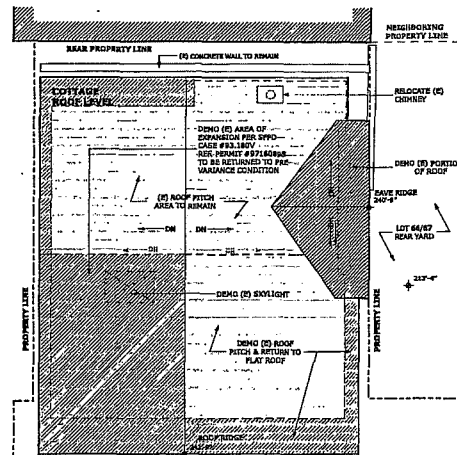 NEIGHBORING
PROPERTY LINE
REAR PROPERTY LINE
(E) CONCRETE WALL TO REMAIN
COTTAGE
ROOF LEVEL
RELOCATE (E)
CHIMNEY
DEMO (E) AREA OF
EXPANSION PER SFPD
CASE #93.180V
TO BE RETURNED TO PRE-
VARIANCE CONDITION
DEMO (E) PORTION
OF ROOF
EAVE RIDGE
240'-8"
(E) ROOF PITCH
AREA TO REMAIN
LOT 66/67
REAR YARD
DN
DN
DN
DN
213'-4"
DEMO (E) SKYLIGHT
PROPERTY LINE
PROPERTY LINE
DEMO (E) ROOF
PITCH & RETURN TO
FLAT ROOF
ROOF RIDGE